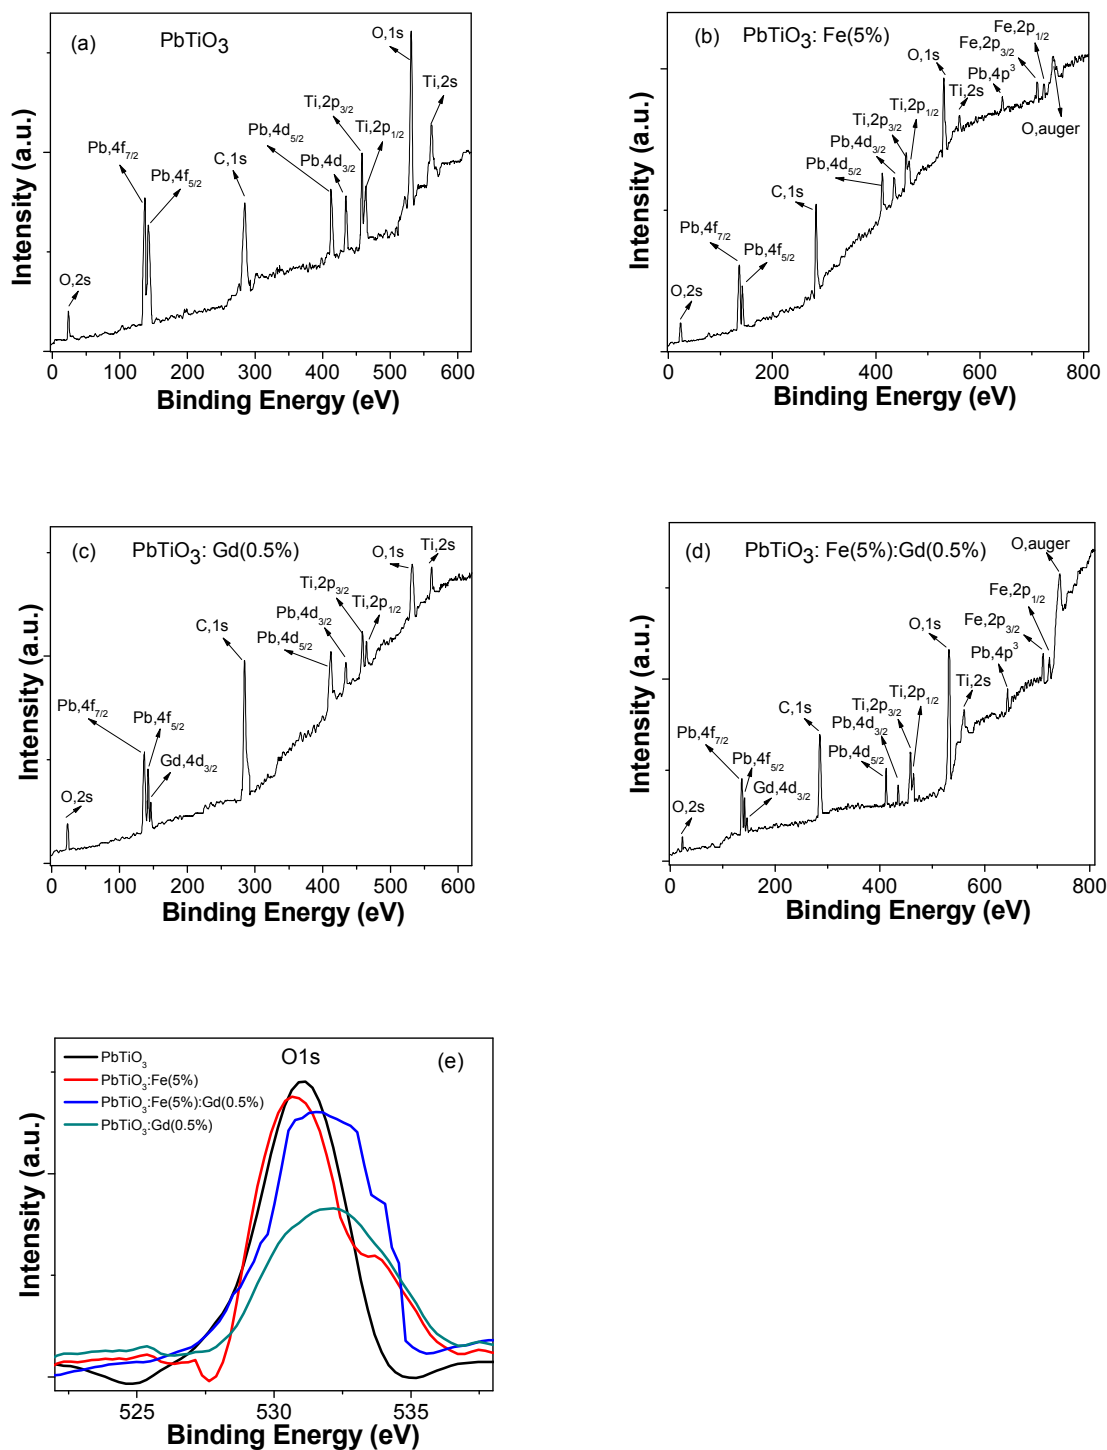 (a) PbTiO3
O,1s
Ti,2s
Ti,2p3/2
Ti,2p1/2
Pb,4d5/2
Pb,4d3/2
Pb,4f7/2
Pb,4f5/2
C,1s
O,2s
Intensity (a.u.)
0 100 200 300 400 500 600
Binding Energy (eV)
(b) PbTiO3: Fe(5%)
Fe,2p1/2
Fe,2p3/2
Pb,4p3
O,1s
Ti,2s
Ti,2p1/2
Ti,2p3/2
O,auger
Pb,4d3/2
Pb,4d5/2
C,1s
Pb,4f7/2
Pb,4f5/2
O,2s
Intensity (a.u.)
0 200 400 600 800
Binding Energy (eV)
(c) PbTiO3: Gd(0.5%)
Ti,2s
O,1s
Ti,2p3/2
Ti,2p1/2
Pb,4d3/2
Pb,4d5/2
C,1s
Pb,4f7/2
Pb,4f5/2
Gd,4d3/2
O,2s
Intensity (a.u.)
0 100 200 300 400 500 600
Binding Energy (eV)
(d) PbTiO3: Fe(5%):Gd(0.5%)
O,auger
Fe,2p1/2
Fe,2p3/2
O,1s
Pb,4p3
Ti,2s
Ti,2p1/2
Ti,2p3/2
Pb,4d3/2
Pb,4d5/2
C,1s
Pb,4f7/2
Pb,4f5/2
Gd,4d3/2
O,2s
Intensity (a.u.)
0 200 400 600 800
Binding Energy (eV)
PbTiO3
PbTiO3:Fe(5%)
PbTiO3:Fe(5%):Gd(0.5%)
PbTiO3:Gd(0.5%)
O1s
(e)
Intensity (a.u.)
525 530 535
Binding Energy (eV)